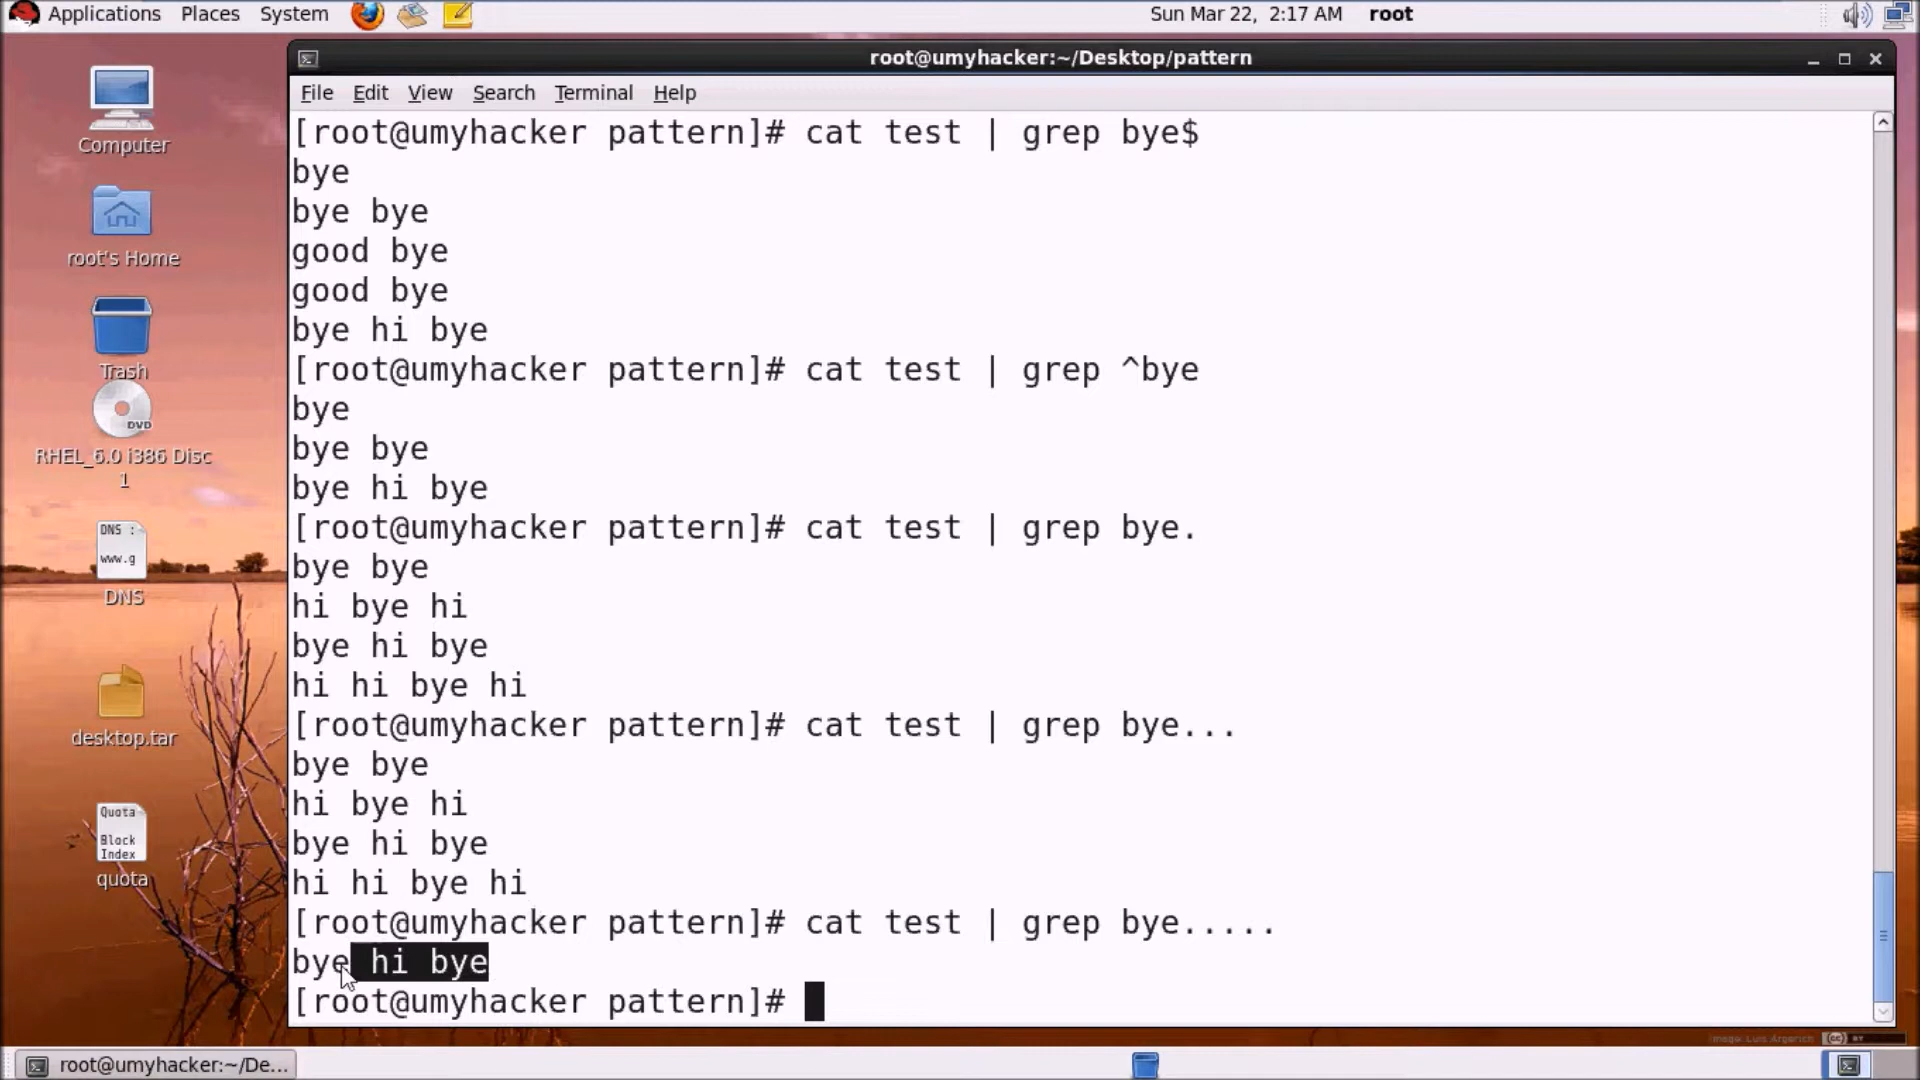 Applications Places System
Sun Mar 22, 2:17 AM root
root@umyhacker:~/Desktop/pattern
File Edit View Search Terminal Help
[root@umyhacker pattern]# cat test | grep bye$
bye
bye bye
good bye
good bye
bye hi bye
[root@umyhacker pattern]# cat test | grep ^bye
bye
bye bye
bye hi bye
[root@umyhacker pattern]# cat test | grep bye.
bye bye
hi bye hi
bye hi bye
hi hi bye hi
[root@umyhacker pattern]# cat test | grep bye...
bye bye
hi bye hi
bye hi bye
hi hi bye hi
[root@umyhacker pattern]# cat test | grep bye.....
bye hi bye
[root@umyhacker pattern]#
Computer
root's Home
Trash
DVD
RHEL_6.0 i386 Disc
1
DNS :
www.g
DNS
desktop.tar
Quota
Block
Index
quota
Image: Luis Argerich
(cc) BY
root@umyhacker:~/De...